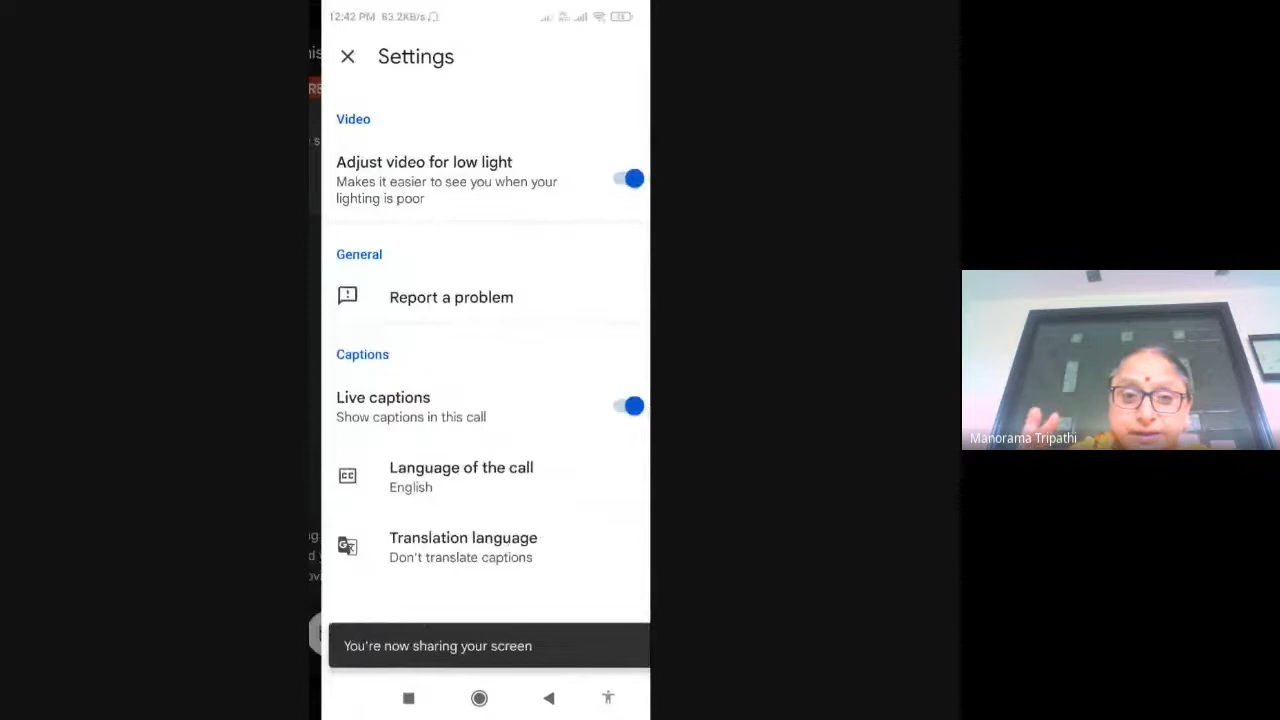 12:42 PM 83.2KB/s
Settings
Video
Adjust video for low light
Makes it easier to see you when your
lighting is poor
General
Report a problem
Captions
Live captions
Show captions in this call
CC
Language of the call
English
Translation language
Don't translate captions
You're now sharing your screen
Manorama Tripathi